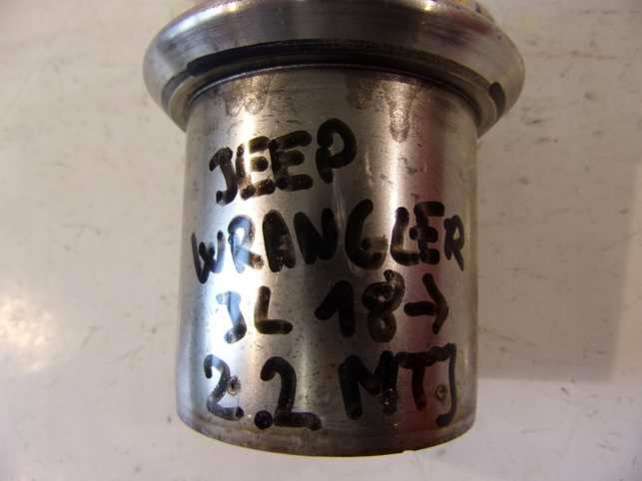 JEEP
WRANGLER
JL 18→
2.2 MTJ